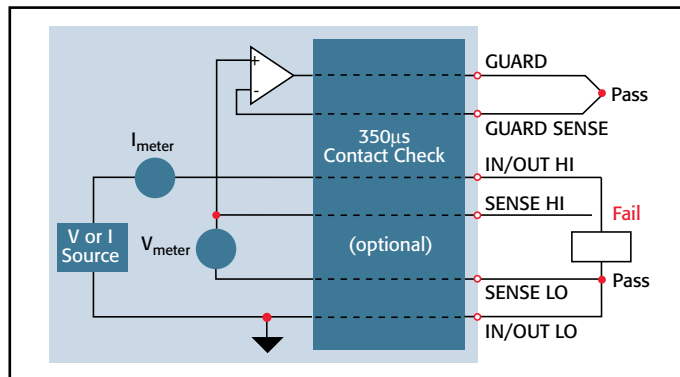 GUARD
Pass
GUARD SENSE
350µs
Contact Check
I meter
IN/OUT HI
SENSE HI
Fail
V or I
Source
V meter
(optional)
Pass
SENSE LO
IN/OUT LO
+
-